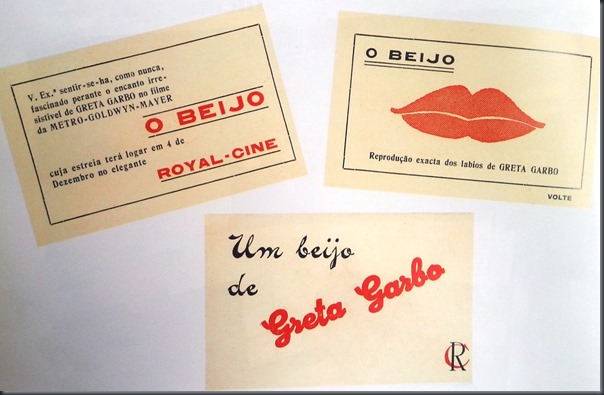 V. Ex.ª sentir-se-ha, como nunca,
fascinado perante o encanto irre-
sistivel de GRETA GARBO no filme
da METRO-GOLDWYN-MAYER
O BEIJO
cuja estreia terá logar em 4 de
Dezembro no elegante
ROYAL-CINE
O BEIJO
Reprodução exacta dos labios de GRETA GARBO
VOLTE
Um beijo
de
Greta Garbo
RC